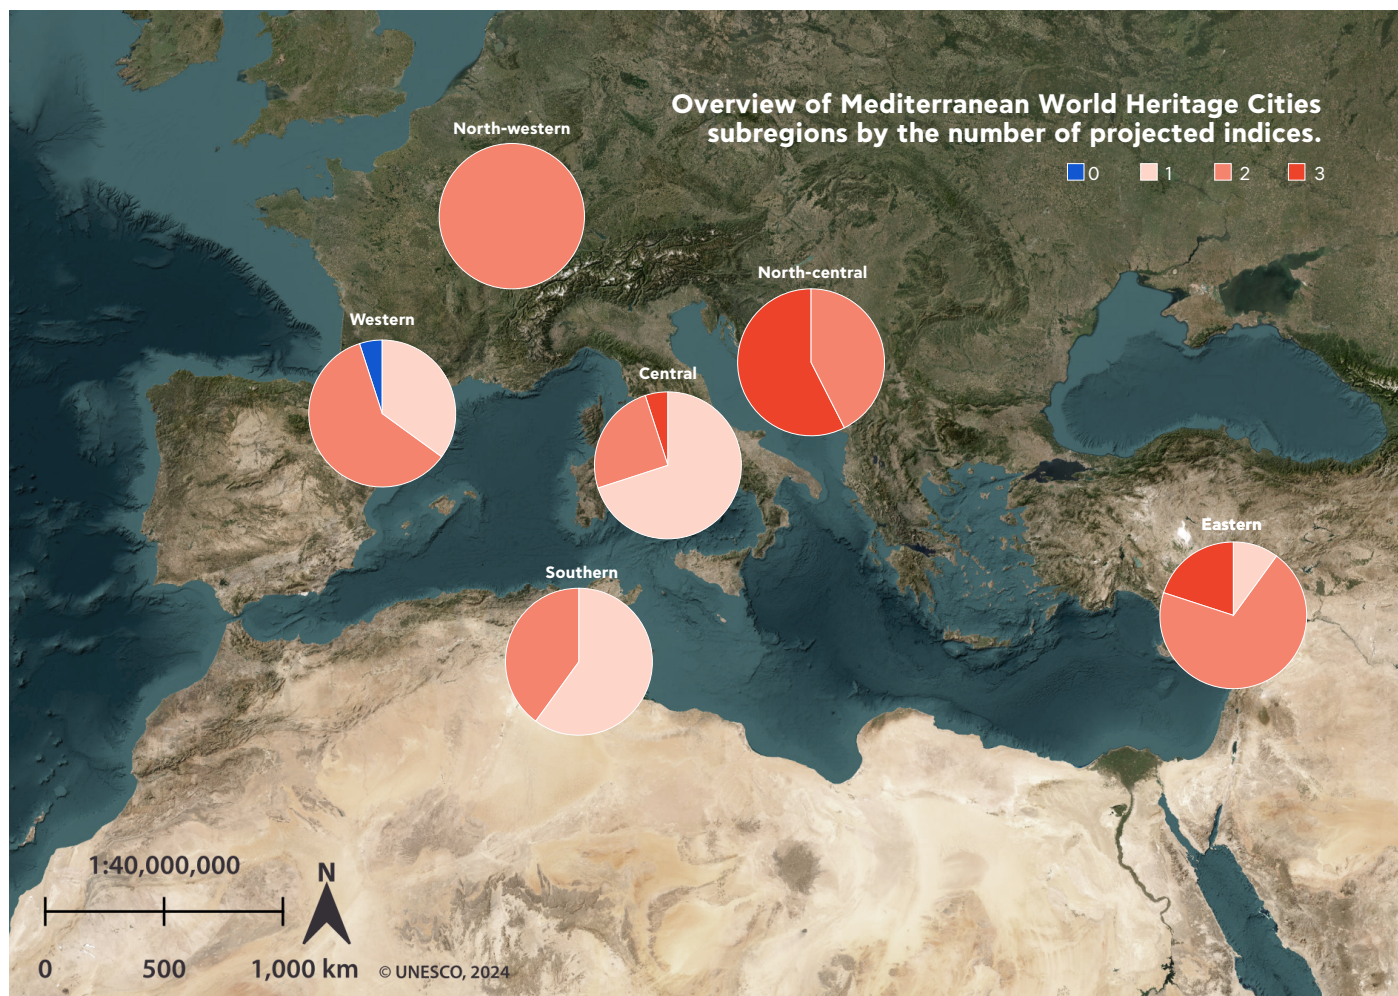 Overview of Mediterranean World Heritage Cities
subregions by the number of projected indices.
0 1 2 3
North-western
North-central
Western
Central
Eastern
Southern
1:40,000,000
N
0 500 1,000 km
© UNESCO, 2024